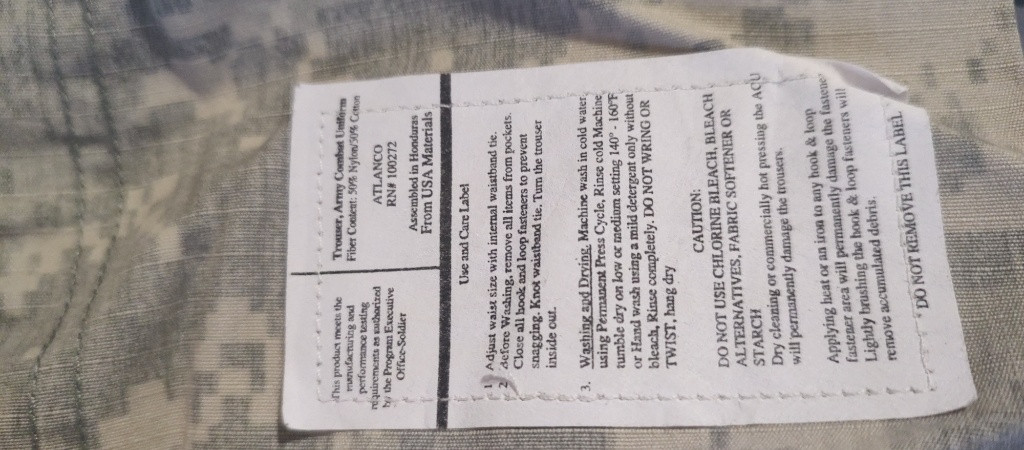 This product meets the
manufacturing and
performance testing
requirements as authorized
by the Program Executive
Office-Soldier
Trouser, Army Combat Uniform
Fiber Content: 50% Nylon/50% Cotton
ATLANCO
RN# 100272
Assembled in Honduras
From USA Materials
Use and Care Label
1. Adjust waist size with internal waistband tie.
2. Before Washing, remove all items from pockets.
Close all hook and loop fasteners to prevent
snagging. Knot waistband tie. Turn the trouser
inside out.
3. Washing and Drying. Machine wash in cold water,
using Permanent Press Cycle, Rinse cold Machine
tumble dry on low or medium setting 140° - 160°F
or Hand wash using a mild detergent only without
bleach, Rinse completely. DO NOT WRING OR
TWIST, hang dry
CAUTION:
DO NOT USE CHLORINE BLEACH, BLEACH
ALTERNATIVES, FABRIC SOFTENER OR
STARCH
Dry cleaning or commercially hot pressing the ACU
will permanently damage the trousers.
Applying heat or an iron to any hook & loop
fastener area will permanently damage the fastener
Lightly brushing the hook & loop fasteners will
remove accumulated debris.
"DO NOT REMOVE THIS LABEL